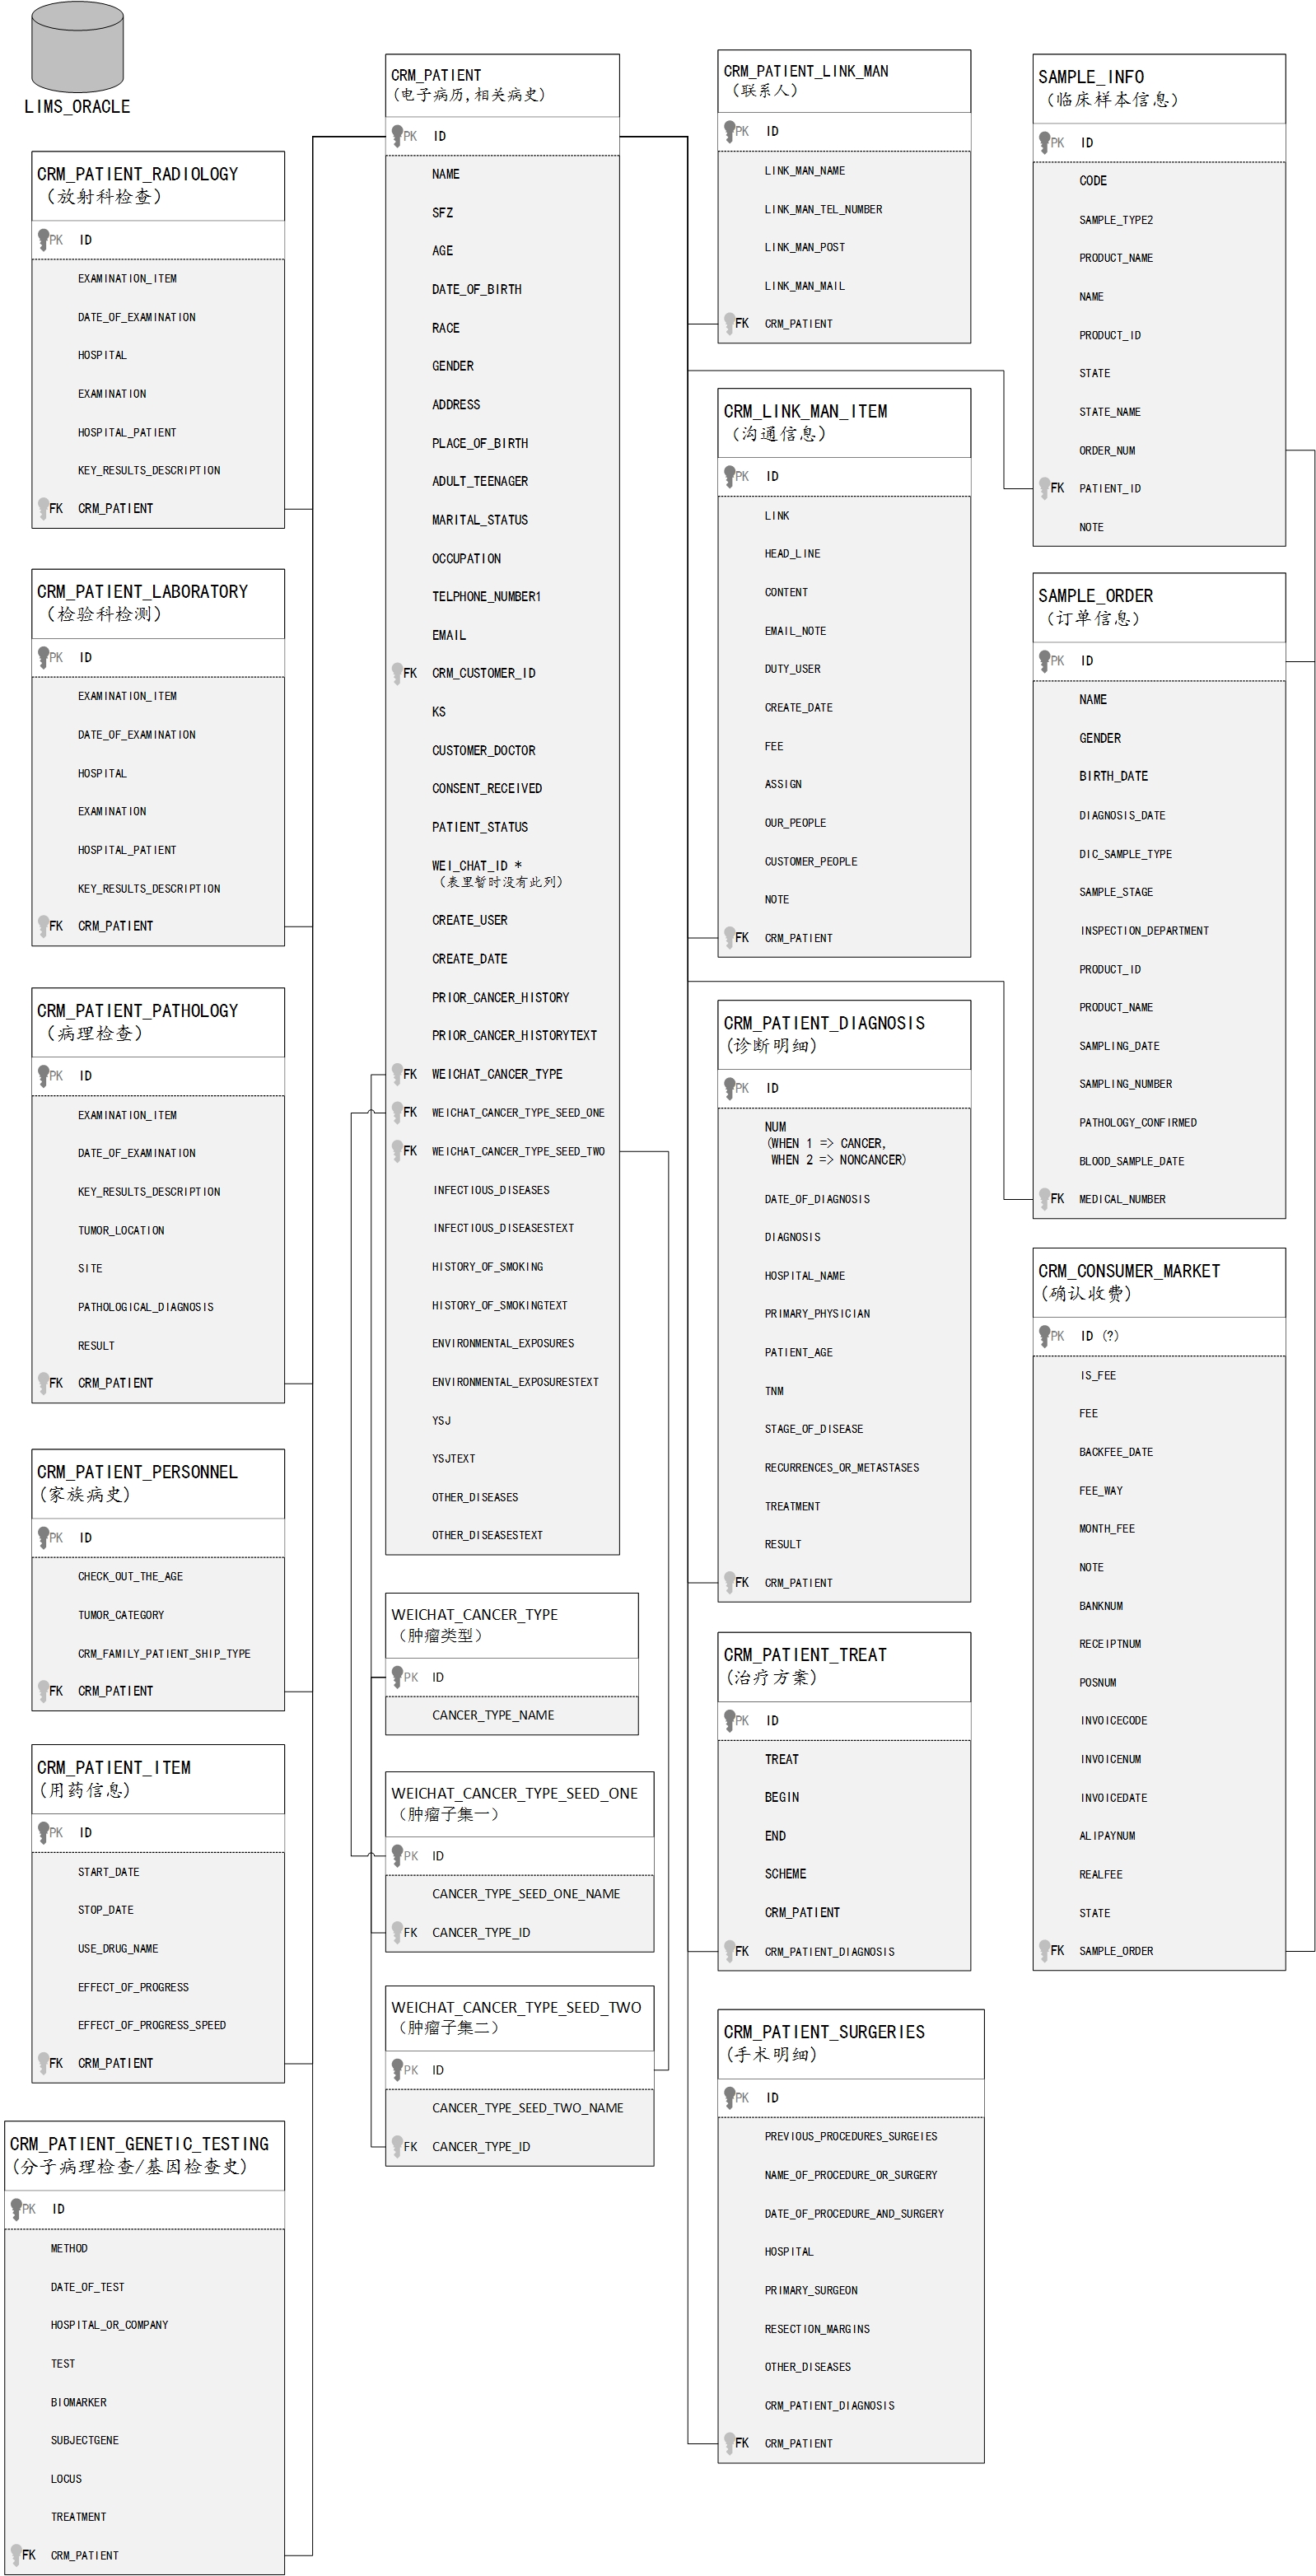 LIMS_ORACLE
CRM_PATIENT_RADIOLOGY
（放射科检查）
PK ID
EXAMINATION_ITEM
DATE_OF_EXAMINATION
HOSPITAL
EXAMINATION
HOSPITAL_PATIENT
KEY_RESULTS_DESCRIPTION
FK CRM_PATIENT
CRM_PATIENT_LABORATORY
（检验科检测）
PK ID
EXAMINATION_ITEM
DATE_OF_EXAMINATION
HOSPITAL
EXAMINATION
HOSPITAL_PATIENT
KEY_RESULTS_DESCRIPTION
FK CRM_PATIENT
CRM_PATIENT_PATHOLOGY
（病理检查）
PK ID
EXAMINATION_ITEM
DATE_OF_EXAMINATION
KEY_RESULTS_DESCRIPTION
TUMOR_LOCATION
SITE
PATHOLOGICAL_DIAGNOSIS
RESULT
FK CRM_PATIENT
CRM_PATIENT_PERSONNEL
(家族病史)
PK ID
CHECK_OUT_THE_AGE
TUMOR_CATEGORY
CRM_FAMILY_PATIENT_SHIP_TYPE
FK CRM_PATIENT
CRM_PATIENT_ITEM
(用药信息)
PK ID
START_DATE
STOP_DATE
USE_DRUG_NAME
EFFECT_OF_PROGRESS
EFFECT_OF_PROGRESS_SPEED
FK CRM_PATIENT
CRM_PATIENT_GENETIC_TESTING
(分子病理检查/基因检查史)
PK ID
METHOD
DATE_OF_TEST
HOSPITAL_OR_COMPANY
TEST
BIOMARKER
SUBJECTGENE
LOCUS
TREATMENT
FK CRM_PATIENT
CRM_PATIENT
(电子病历,相关病史)
PK ID
NAME
SFZ
AGE
DATE_OF_BIRTH
RACE
GENDER
ADDRESS
PLACE_OF_BIRTH
ADULT_TEENAGER
MARITAL_STATUS
OCCUPATION
TELPHONE_NUMBER1
EMAIL
FK CRM_CUSTOMER_ID
KS
CUSTOMER_DOCTOR
CONSENT_RECEIVED
PATIENT_STATUS
WEI_CHAT_ID *
（表里暂时没有此列）
CREATE_USER
CREATE_DATE
PRIOR_CANCER_HISTORY
PRIOR_CANCER_HISTORYTEXT
FK WEICHAT_CANCER_TYPE
FK WEICHAT_CANCER_TYPE_SEED_ONE
FK WEICHAT_CANCER_TYPE_SEED_TWO
INFECTIOUS_DISEASES
INFECTIOUS_DISEASESTEXT
HISTORY_OF_SMOKING
HISTORY_OF_SMOKINGTEXT
ENVIRONMENTAL_EXPOSURES
ENVIRONMENTAL_EXPOSURESTEXT
YSJ
YSJTEXT
OTHER_DISEASES
OTHER_DISEASESTEXT
WEICHAT_CANCER_TYPE
（肿瘤类型）
PK ID
CANCER_TYPE_NAME
WEICHAT_CANCER_TYPE_SEED_ONE
（肿瘤子集一）
PK ID
CANCER_TYPE_SEED_ONE_NAME
FK CANCER_TYPE_ID
WEICHAT_CANCER_TYPE_SEED_TWO
（肿瘤子集二）
PK ID
CANCER_TYPE_SEED_TWO_NAME
FK CANCER_TYPE_ID
CRM_PATIENT_LINK_MAN
（联系人）
PK ID
LINK_MAN_NAME
LINK_MAN_TEL_NUMBER
LINK_MAN_POST
LINK_MAN_MAIL
FK CRM_PATIENT
CRM_LINK_MAN_ITEM
（沟通信息）
PK ID
LINK
HEAD_LINE
CONTENT
EMAIL_NOTE
DUTY_USER
CREATE_DATE
FEE
ASSIGN
OUR_PEOPLE
CUSTOMER_PEOPLE
NOTE
FK CRM_PATIENT
CRM_PATIENT_DIAGNOSIS
(诊断明细)
PK ID
NUM
(WHEN 1 => CANCER,
WHEN 2 => NONCANCER)
DATE_OF_DIAGNOSIS
DIAGNOSIS
HOSPITAL_NAME
PRIMARY_PHYSICIAN
PATIENT_AGE
TNM
STAGE_OF_DISEASE
RECURRENCES_OR_METASTASES
TREATMENT
RESULT
FK CRM_PATIENT
CRM_PATIENT_TREAT
(治疗方案)
PK ID
TREAT
BEGIN
END
SCHEME
CRM_PATIENT
FK CRM_PATIENT_DIAGNOSIS
CRM_PATIENT_SURGERIES
(手术明细)
PK ID
PREVIOUS_PROCEDURES_SURGEIES
NAME_OF_PROCEDURE_OR_SURGERY
DATE_OF_PROCEDURE_AND_SURGERY
HOSPITAL
PRIMARY_SURGEON
RESECTION_MARGINS
OTHER_DISEASES
CRM_PATIENT_DIAGNOSIS
FK CRM_PATIENT
SAMPLE_INFO
（临床样本信息）
PK ID
CODE
SAMPLE_TYPE2
PRODUCT_NAME
NAME
PRODUCT_ID
STATE
STATE_NAME
ORDER_NUM
FK PATIENT_ID
NOTE
SAMPLE_ORDER
（订单信息）
PK ID
NAME
GENDER
BIRTH_DATE
DIAGNOSIS_DATE
DIC_SAMPLE_TYPE
SAMPLE_STAGE
INSPECTION_DEPARTMENT
PRODUCT_ID
PRODUCT_NAME
SAMPLING_DATE
SAMPLING_NUMBER
PATHOLOGY_CONFIRMED
BLOOD_SAMPLE_DATE
FK MEDICAL_NUMBER
CRM_CONSUMER_MARKET
(确认收费)
PK ID (?)
IS_FEE
FEE
BACKFEE_DATE
FEE_WAY
MONTH_FEE
NOTE
BANKNUM
RECEIPTNUM
POSNUM
INVOICECODE
INVOICENUM
INVOICEDATE
ALIPAYNUM
REALFEE
STATE
FK SAMPLE_ORDER